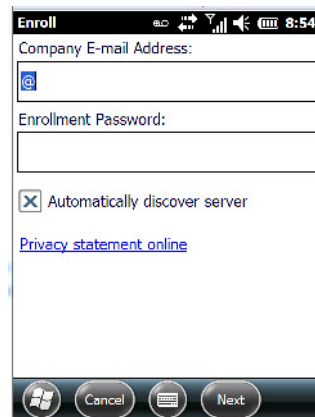 Enroll 8:54
Company E-mail Address:
@
Enrollment Password:
Automatically discover server
Privacy statement online
Cancel Next